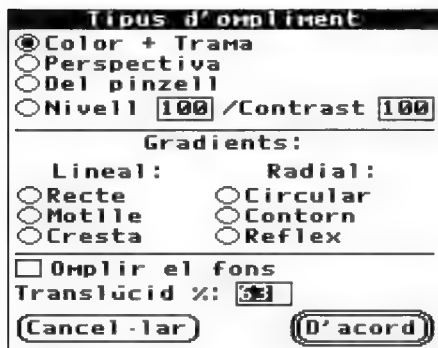 Tipus d'ompliment
Color + Trama
Perspectiva
Del pinzell
Nivell 100 /Contrast 100
Gradients:
Lineal: Radial:
Recte Circular
Motlle Contorn
Cresta Reflex
Omplir el fons
Translúcid %:
Cancel·lar D'acord